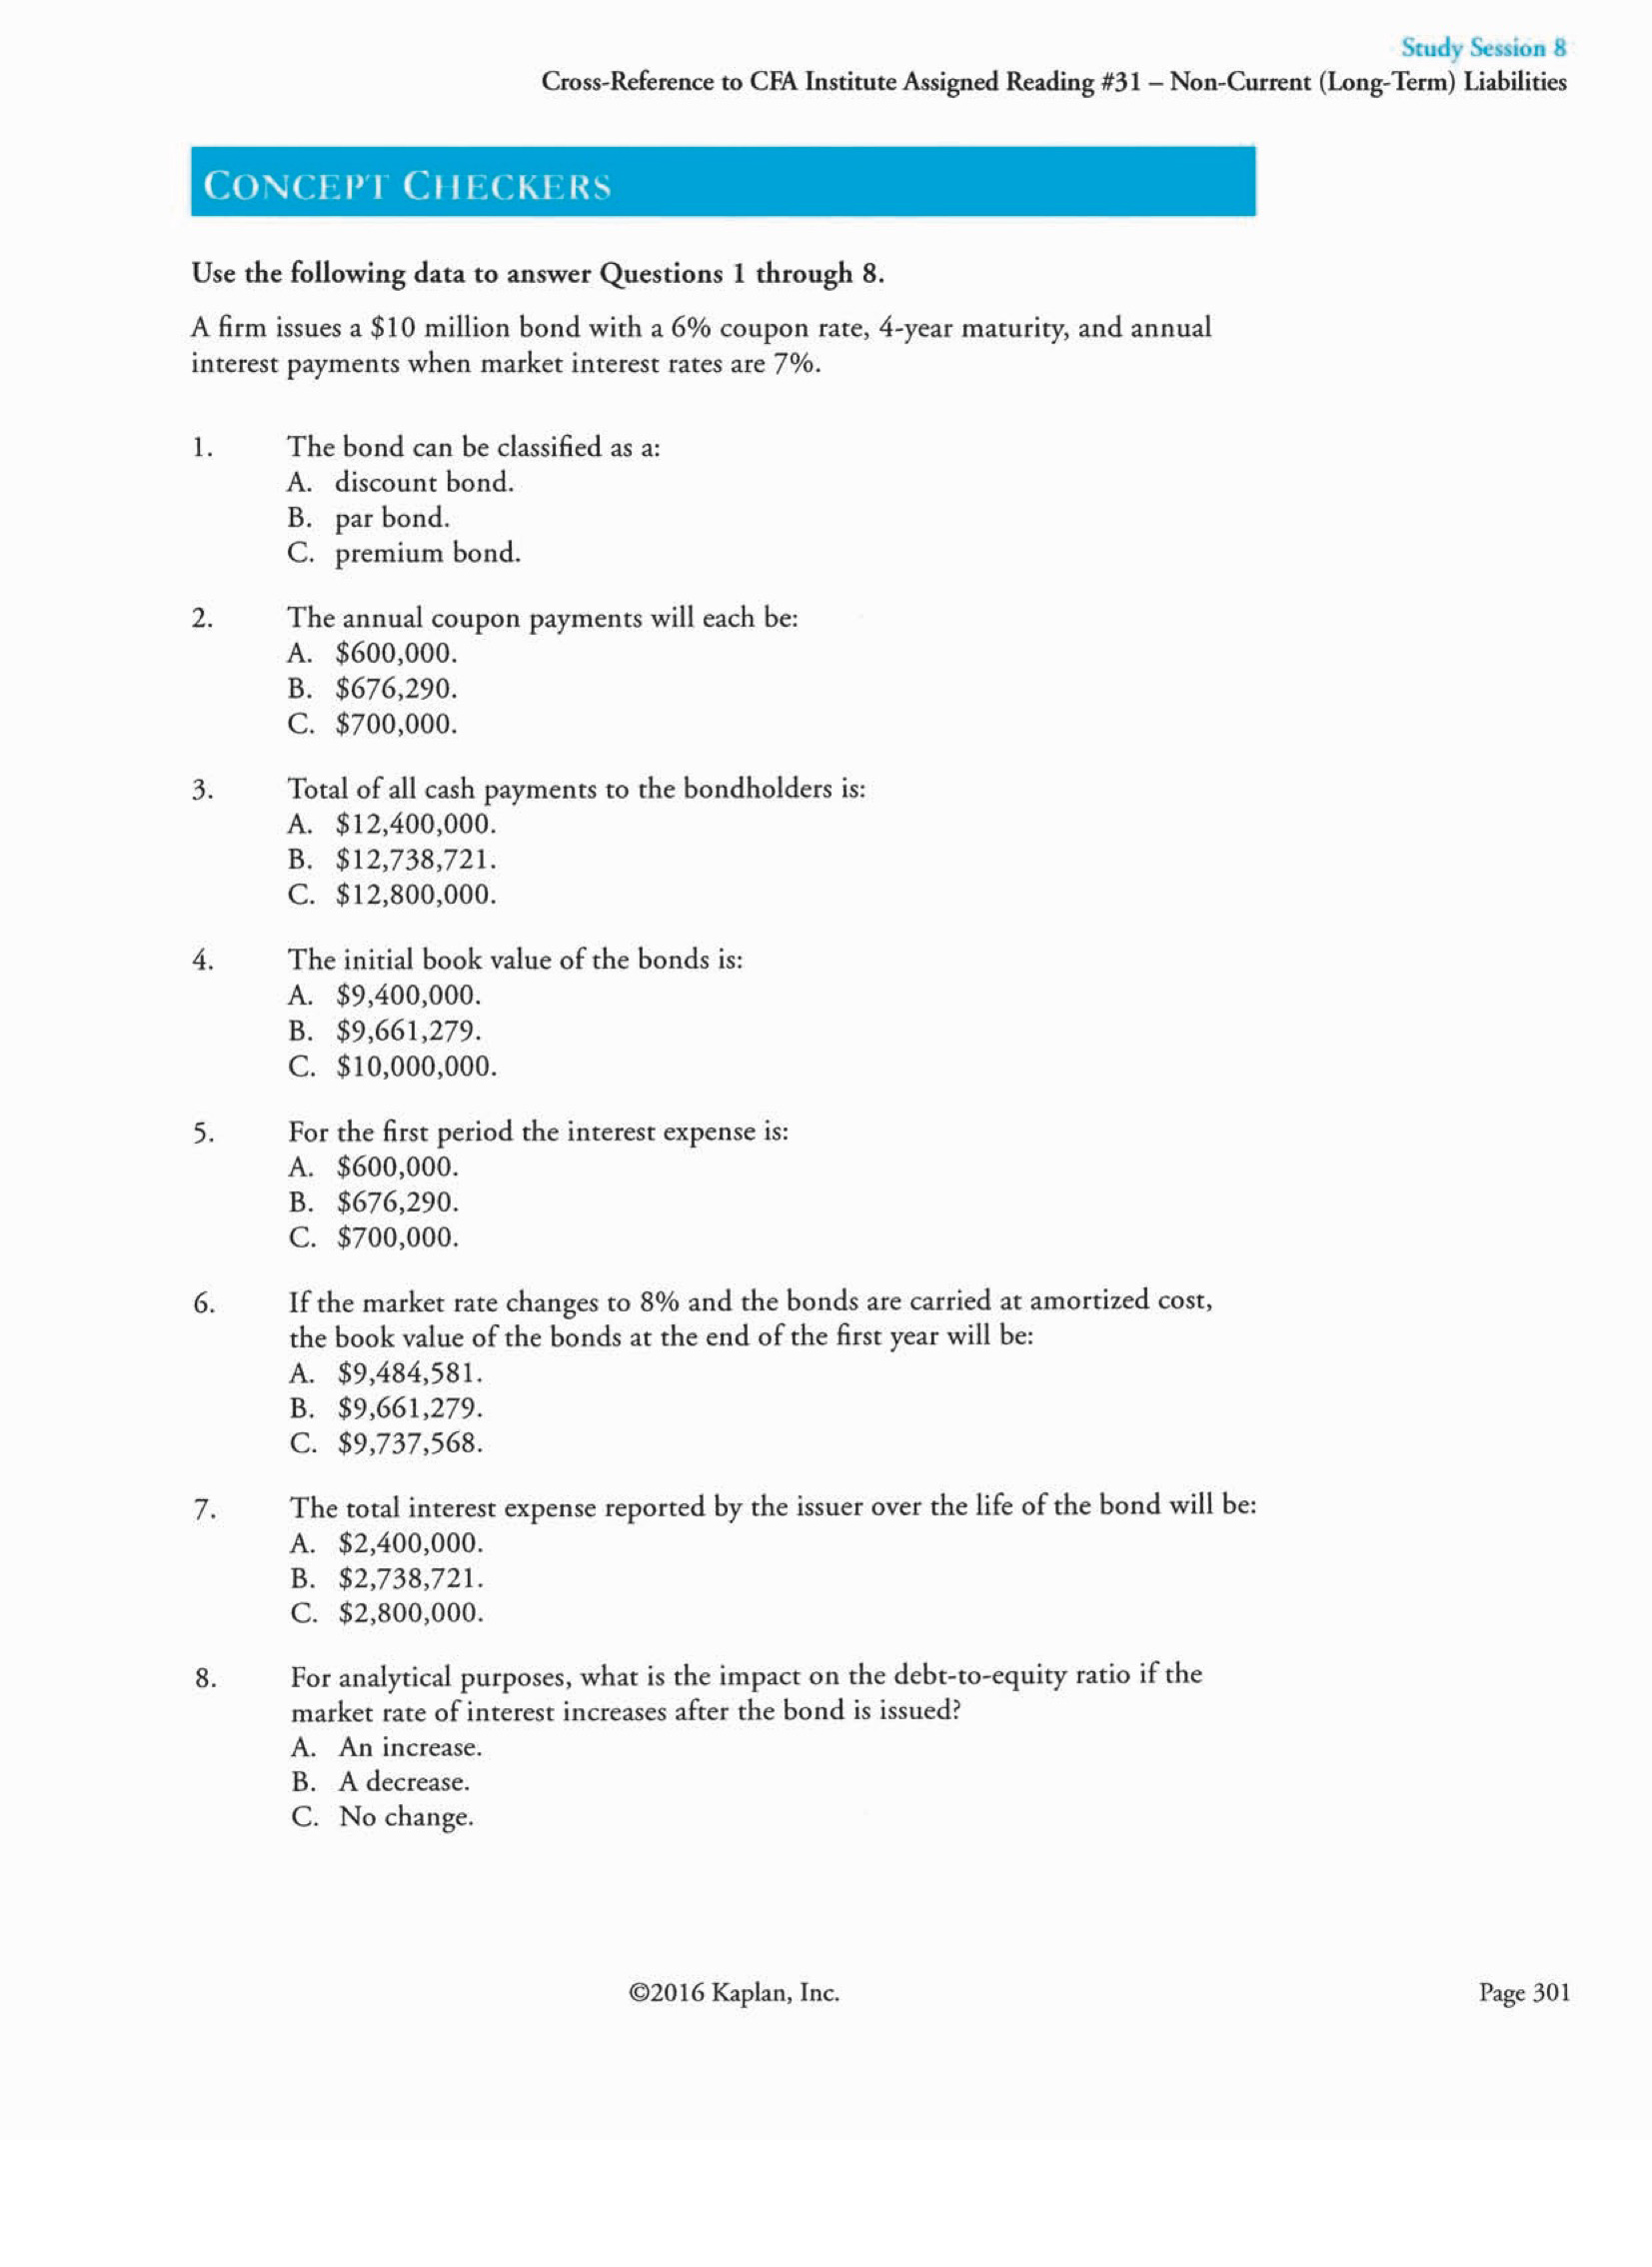 Study Session 8
Cross-Reference to CFA Institute Assigned Reading #31 – Non-Current (Long-Term) Liabilities
CONCEPT CHECKERS
Use the following data to answer Questions 1 through 8.
A firm issues a $10 million bond with a 6% coupon rate, 4-year maturity, and annual
interest payments when market interest rates are 7%.
1. The bond can be classified as a:
A. discount bond.
B. par bond.
C. premium bond.
2. The annual coupon payments will each be:
A. $600,000.
B. $676,290.
C. $700,000.
3. Total of all cash payments to the bondholders is:
A. $12,400,000.
B. $12,738,721.
C. $12,800,000.
4. The initial book value of the bonds is:
A. $9,400,000.
B. $9,661,279.
C. $10,000,000.
5. For the first period the interest expense is:
A. $600,000.
B. $676,290.
C. $700,000.
6. If the market rate changes to 8% and the bonds are carried at amortized cost,
the book value of the bonds at the end of the first year will be:
A. $9,484,581.
B. $9,661,279.
C. $9,737,568.
7. The total interest expense reported by the issuer over the life of the bond will be:
A. $2,400,000.
B. $2,738,721.
C. $2,800,000.
8. For analytical purposes, what is the impact on the debt-to-equity ratio if the
market rate of interest increases after the bond is issued?
A. An increase.
B. A decrease.
C. No change.
©2016 Kaplan, Inc.
Page 301